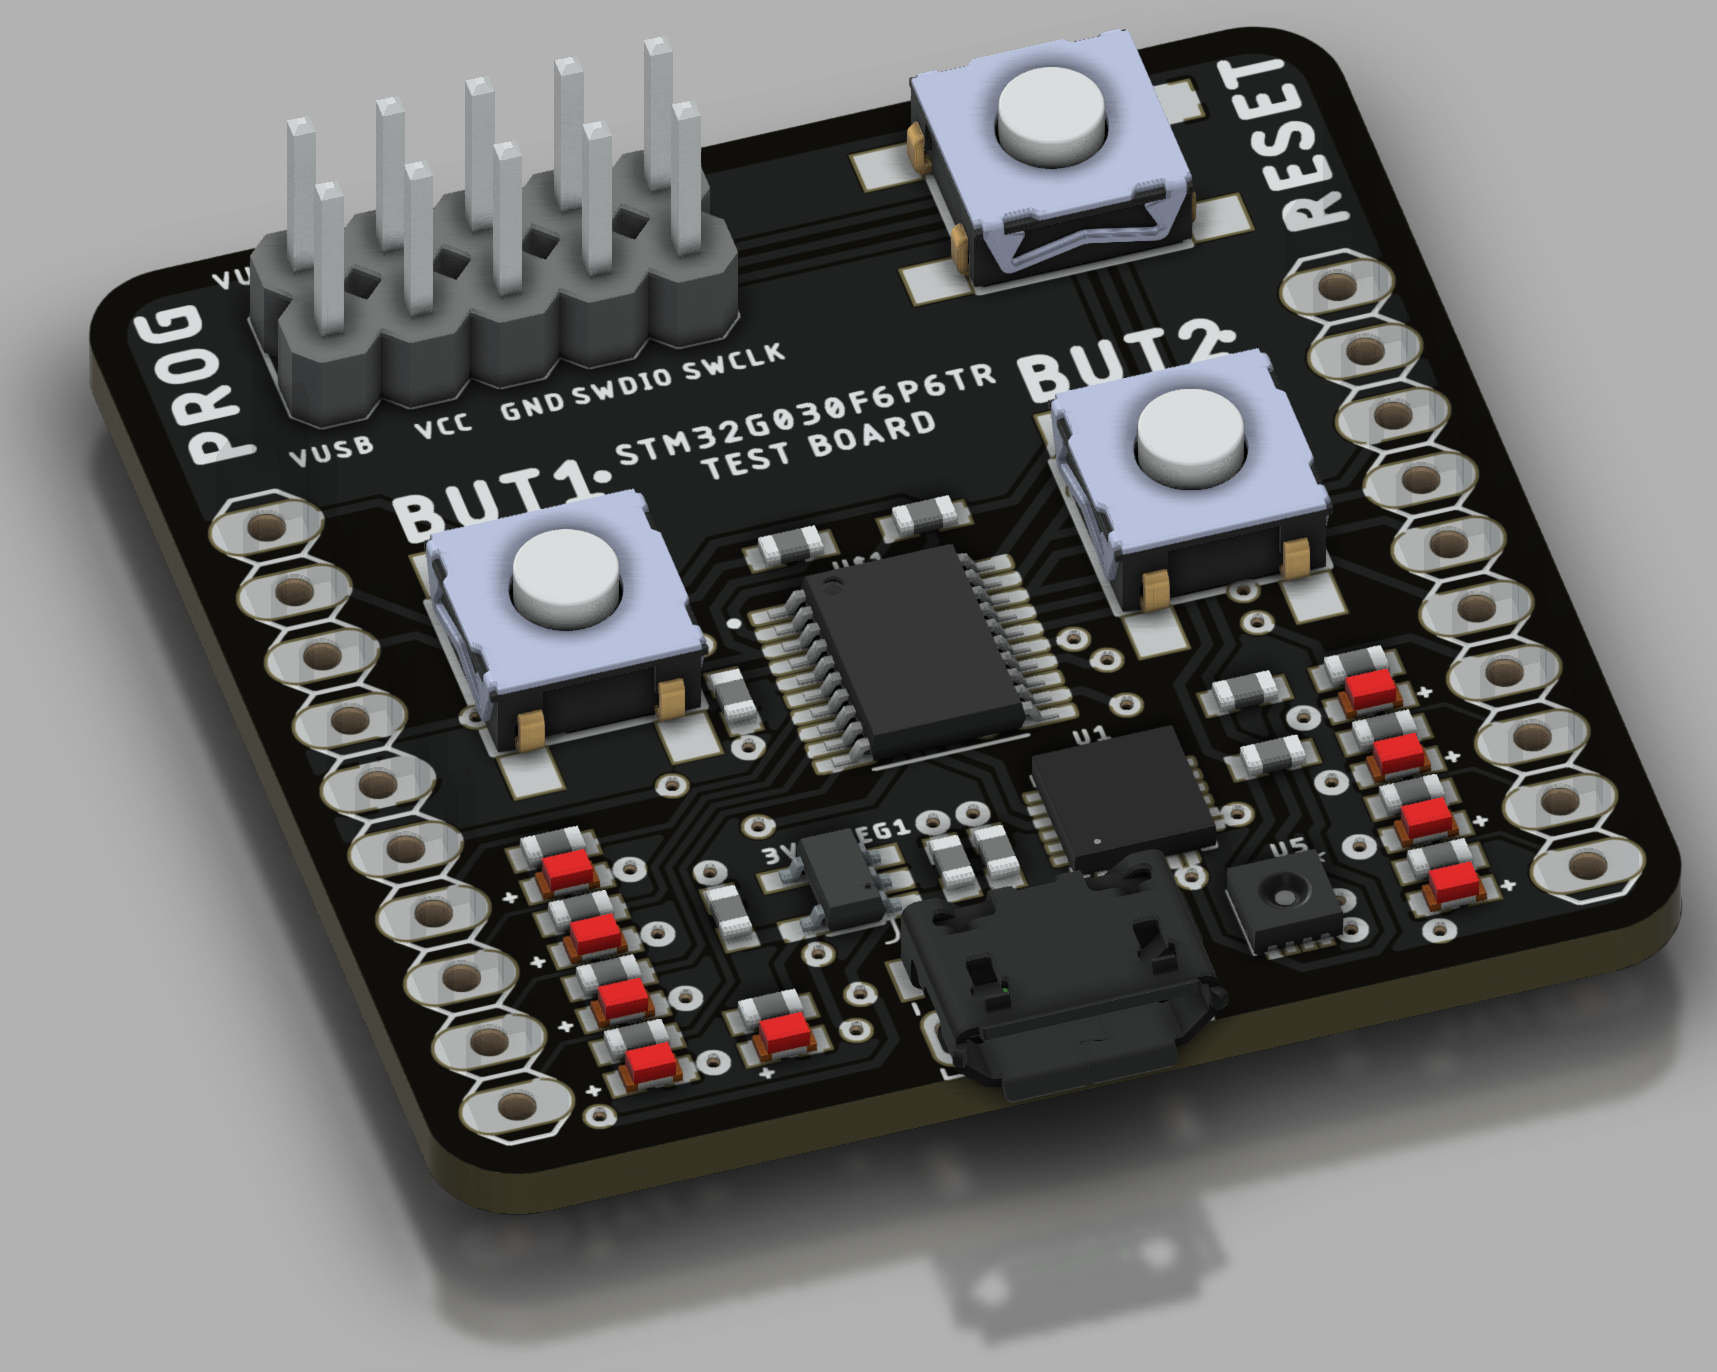 RESET
PROG
VUSB
VCC
GND
SWDIO
SWCLK
STM32G030F6P6TR
TEST BOARD
BUT1
BUT2
U1
U5